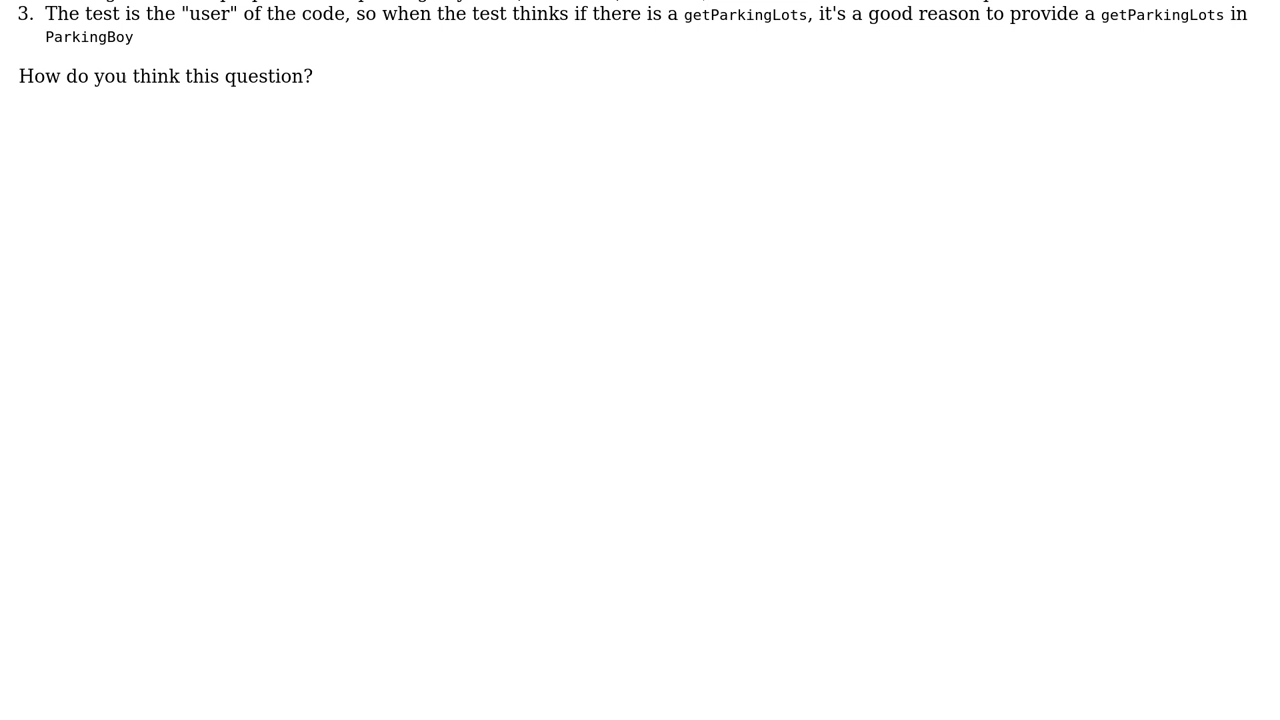 3. The test is the "user" of the code, so when the test thinks if there is a getParkingLots, it's a good reason to provide a getParkingLots in
ParkingBoy
How do you think this question?